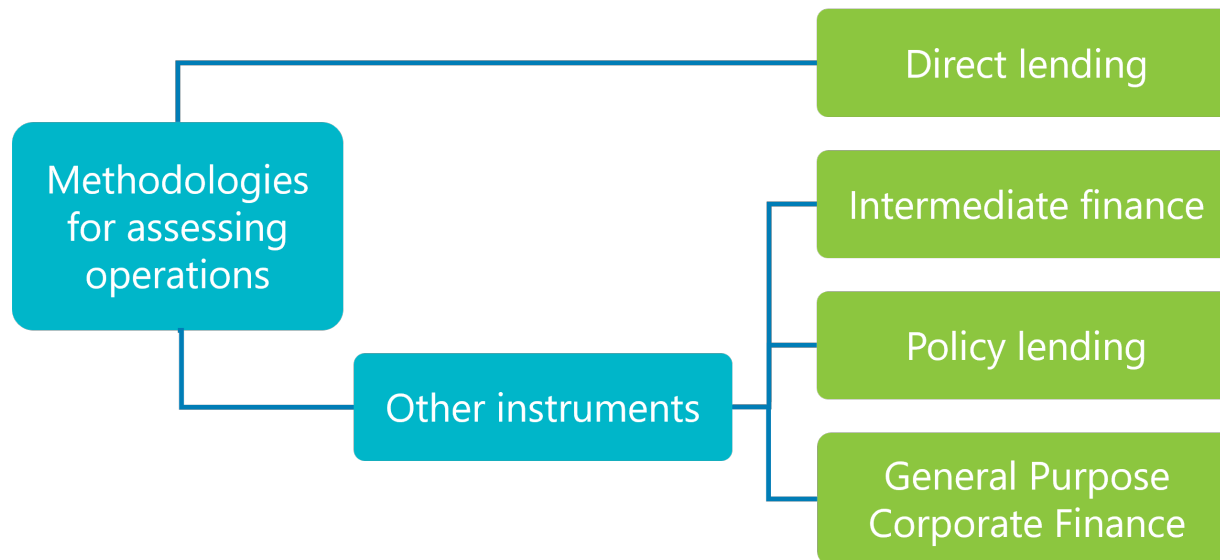 Direct lending
Methodologies
for assessing
operations
Intermediate finance
Policy lending
Other instruments
General Purpose
Corporate Finance